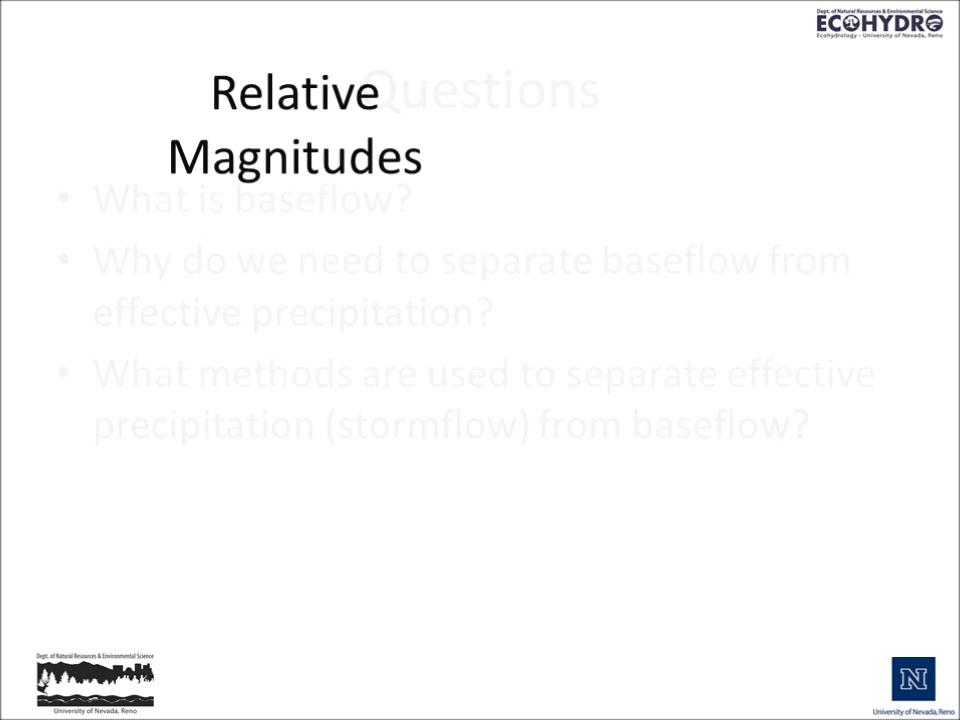 Dept. of Natural Resources & Environmental Science
ECOHYDRO
Ecohydrology - University of Nevada, Reno
Questions
Relative
Magnitudes
• What is baseflow?
• Why do we need to separate baseflow from
effective precipitation?
• What methods are used to separate effective
precipitation (stormflow) from baseflow?
Dept. of Natural Resources & Environmental Science
University of Nevada, Reno
N
University of Nevada, Reno